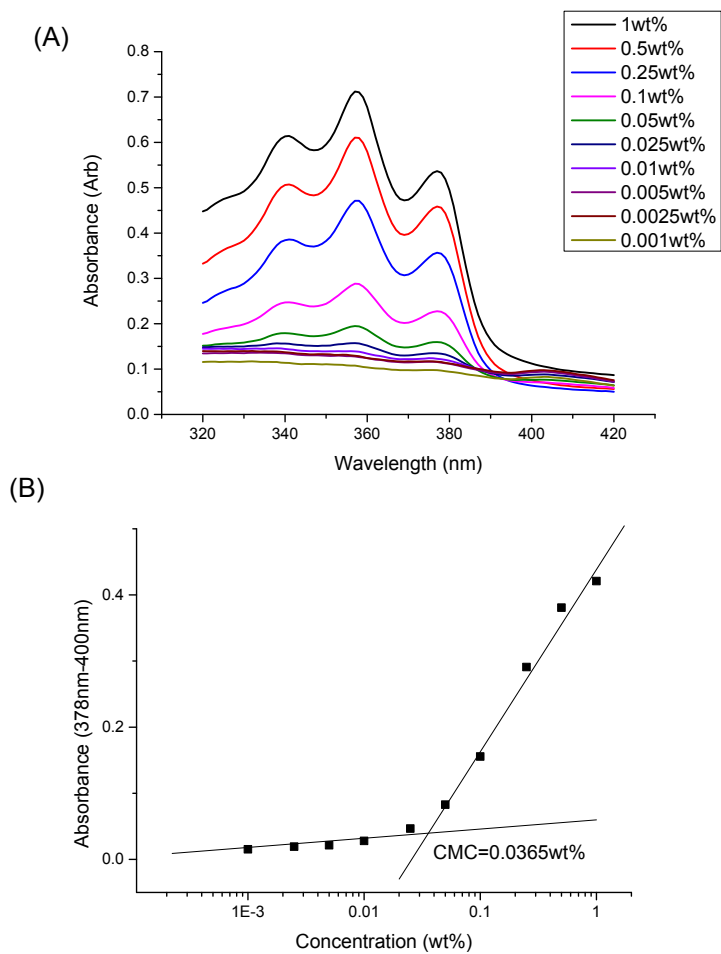 (A)
1wt%
0.5wt%
0.25wt%
0.1wt%
0.05wt%
0.025wt%
0.01wt%
0.005wt%
0.0025wt%
0.001wt%
0.8
0.7
0.6
0.5
0.4
0.3
0.2
0.1
0.0
Absorbance (Arb)
320 340 360 380 400 420
Wavelength (nm)
(B)
0.4
0.2
0.0
Absorbance (378nm-400nm)
CMC=0.0365wt%
1E-3 0.01 0.1 1
Concentration (wt%)